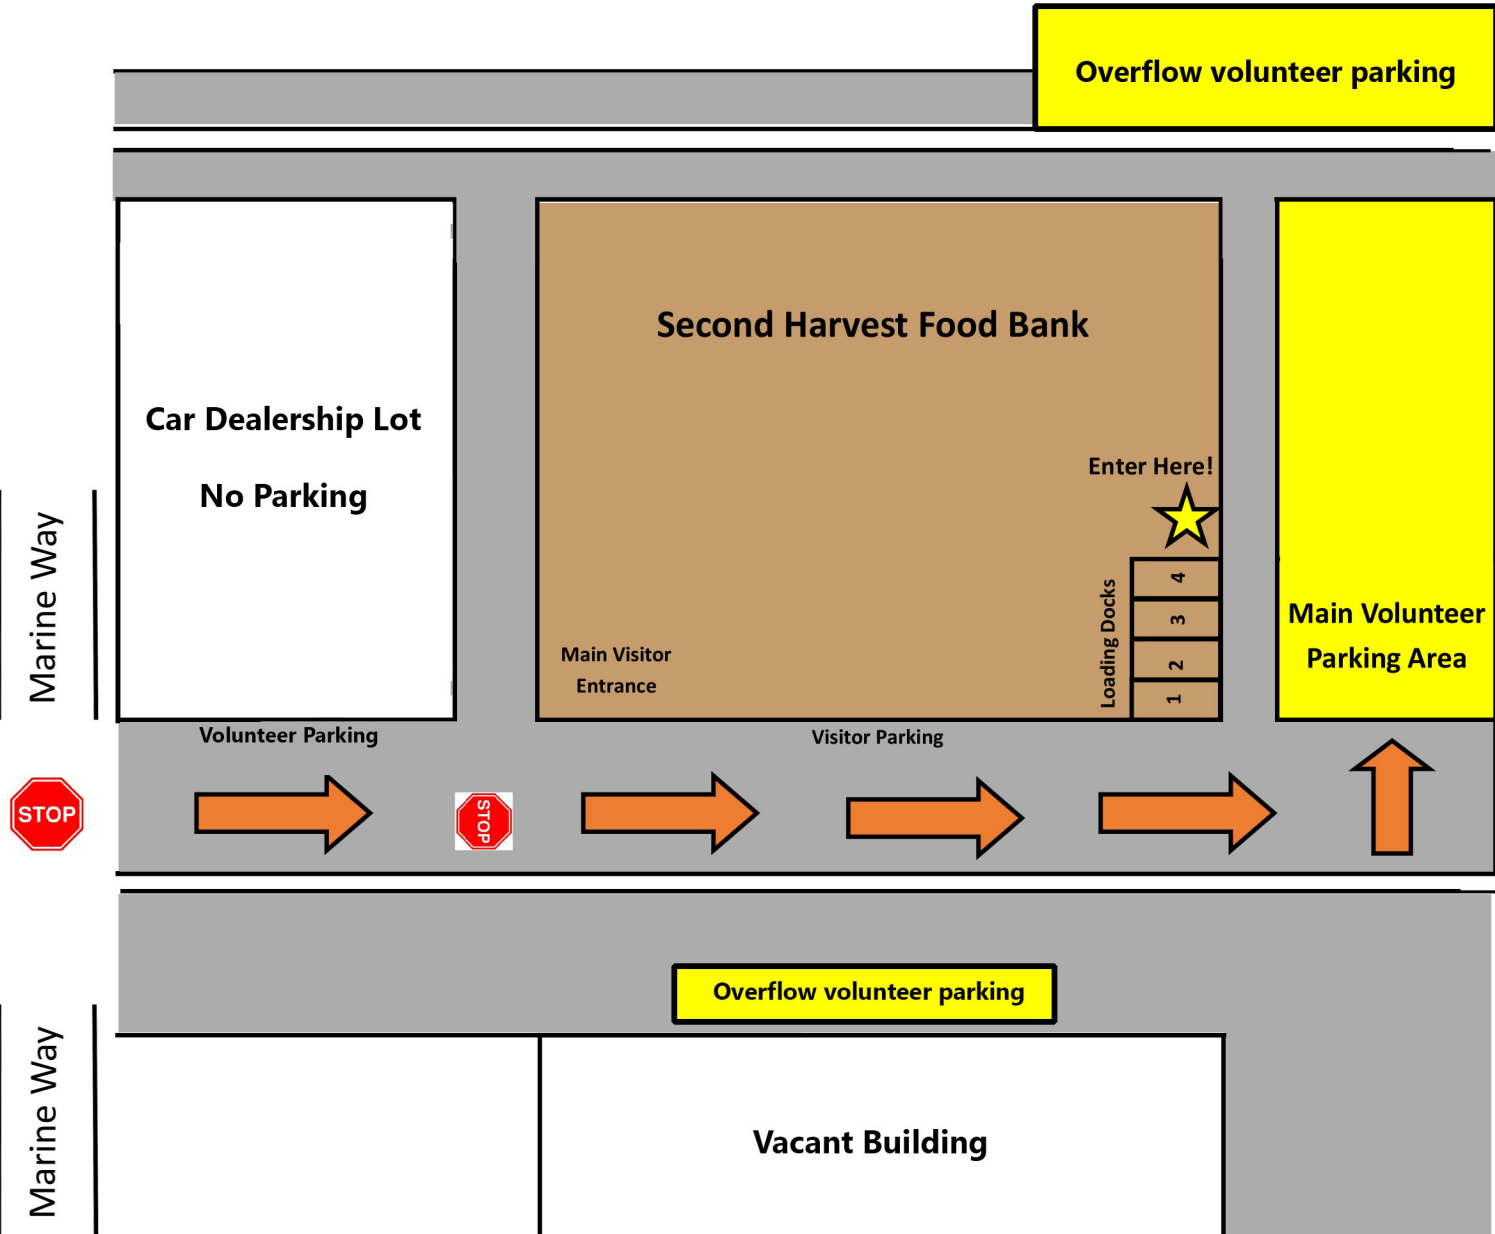 Overflow volunteer parking
Second Harvest Food Bank
Car Dealership Lot
No Parking
Enter Here!
Marine Way
Loading Docks
4
3
2
1
Main Volunteer
Parking Area
Main Visitor
Entrance
Volunteer Parking
Visitor Parking
STOP
STOP
Overflow volunteer parking
Marine Way
Vacant Building